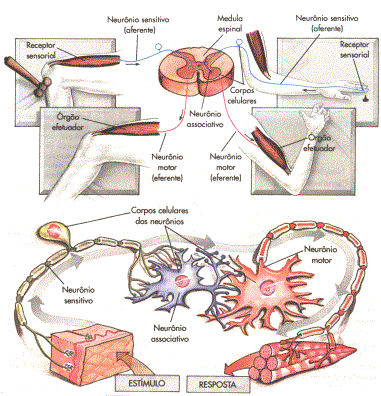 Neurônio sensitivo
(aferente)
Medula
espinal
Neurônio sensitivo
(aferente)
Receptor
sensorial
Receptor
sensorial
Corpos
celulares
Órgão
efetuador
Neurônio
associativo
Órgão
efetuador
Neurônio
motor
(eferente)
Neurônio
motor
(eferente)
Corpos celulares
dos neurônios
Neurônio
motor
Neurônio
sensitivo
Neurônio
associativo
ESTÍMULO
RESPOSTA